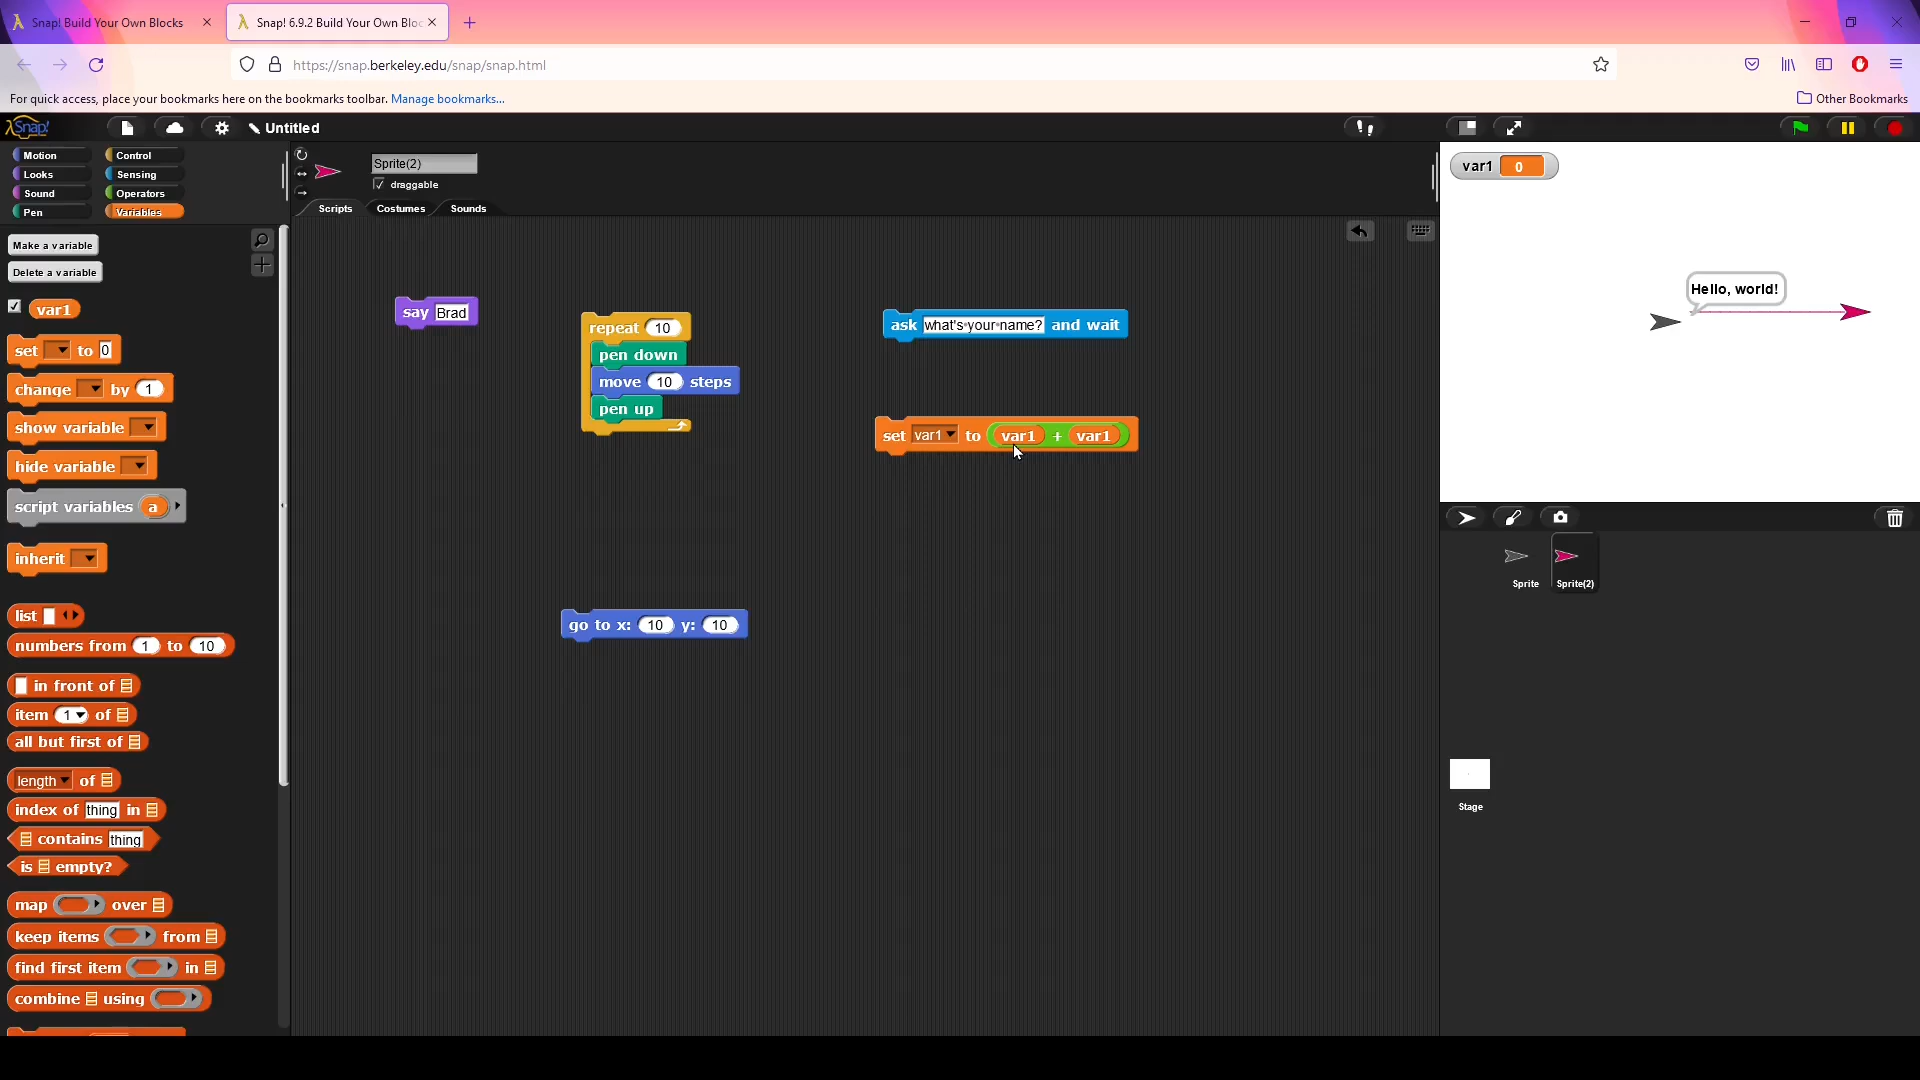 Snap! Build Your Own Blocks
Snap! 6.9.2 Build Your Own Bloc
https://snap.berkeley.edu/snap/snap.html
For quick access, place your bookmarks here on the bookmarks toolbar. Manage bookmarks...
Other Bookmarks
Snap!
Untitled
Motion
Control
Looks
Sensing
Sound
Operators
Pen
Variables
Sprite(2)
draggable
Scripts
Costumes
Sounds
Make a variable
Delete a variable
var1
set to 0
change by 1
show variable
hide variable
script variables a
inherit
list
numbers from 1 to 10
in front of
item 1 of
all but first of
length of
index of thing in
contains thing
is empty?
map over
keep items from
find first item in
combine using
say Brad
repeat 10
pen down
move 10 steps
pen up
ask what's your name? and wait
set var1 to var1 + var1
go to x: 10 y: 10
var1 0
Hello, world!
Sprite
Sprite(2)
Stage